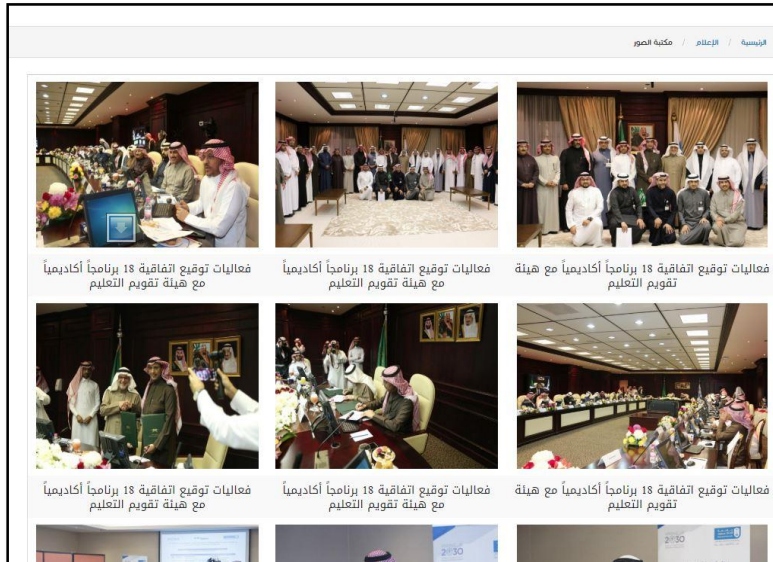 الرئيسية / الإعلام / مكتبة الصور
فعاليات توقيع اتفاقية 18 برنامجاً أكاديمياً مع هيئة
تقويم التعليم
فعاليات توقيع اتفاقية 18 برنامجاً أكاديمياً
مع هيئة تقويم التعليم
فعاليات توقيع اتفاقية 18 برنامجاً أكاديمياً
مع هيئة تقويم التعليم
فعاليات توقيع اتفاقية 18 برنامجاً أكاديمياً مع هيئة
تقويم التعليم
فعاليات توقيع اتفاقية 18 برنامجاً أكاديمياً
مع هيئة تقويم التعليم
فعاليات توقيع اتفاقية 18 برنامجاً أكاديمياً
مع هيئة تقويم التعليم
2030